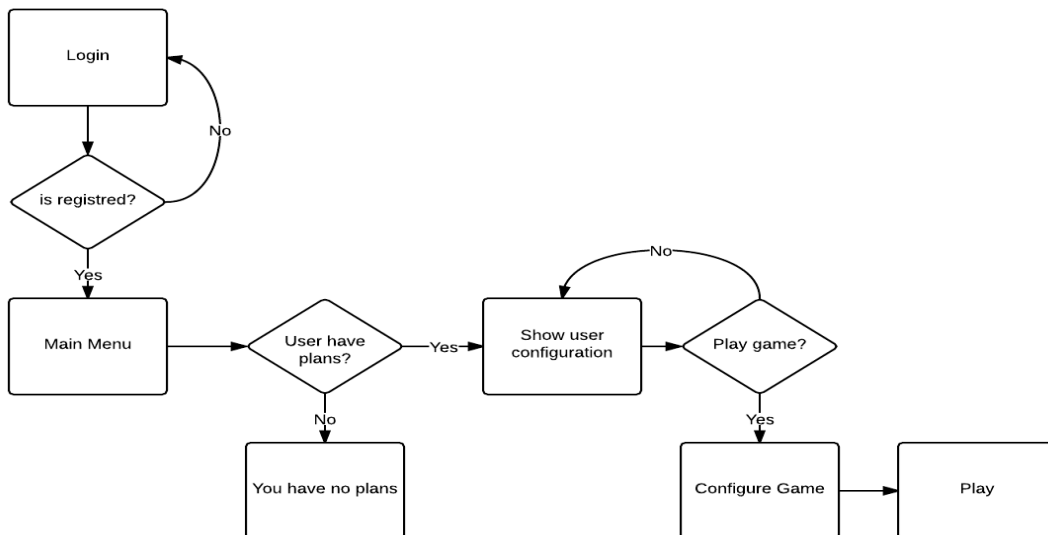 Login
No
is registred?
Yes
Main Menu
User have
plans?
Yes
Show user
configuration
No
Play game?
No
Yes
You have no plans
Configure Game
Play